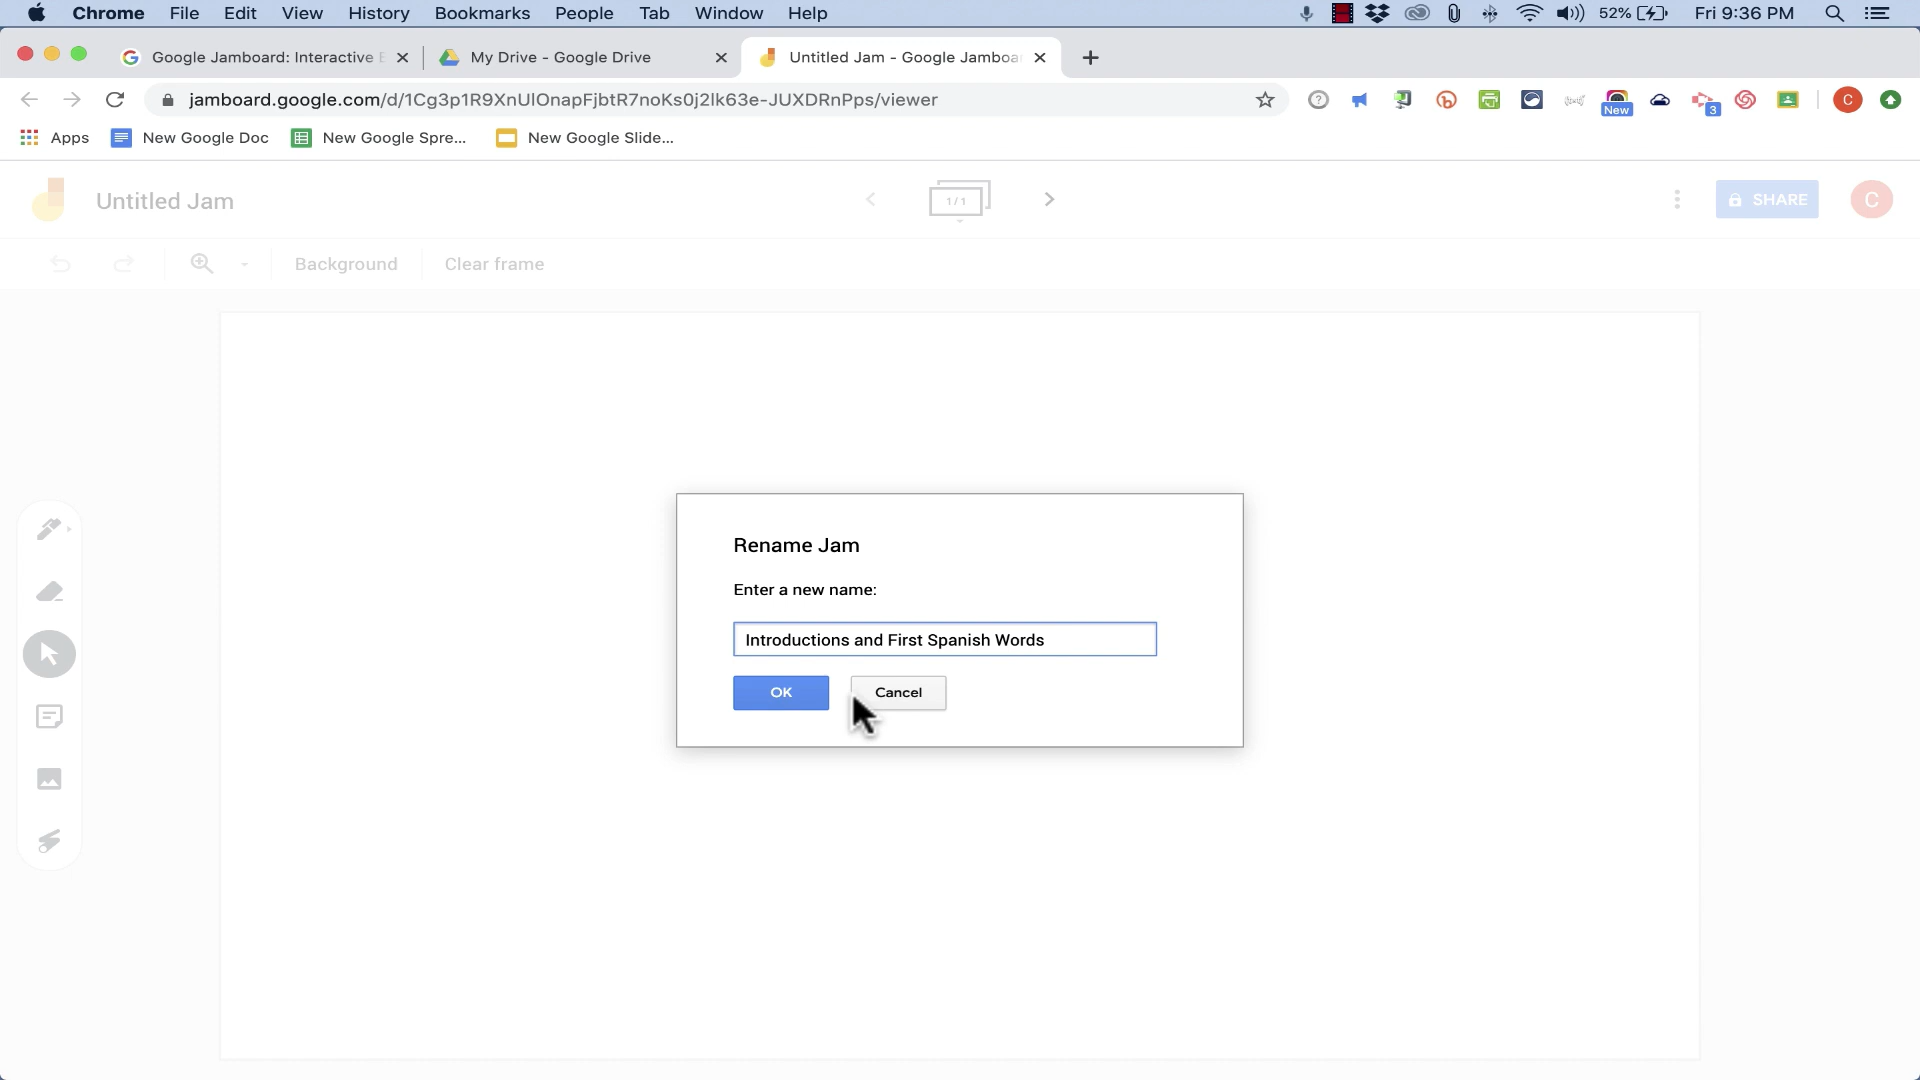 Chrome File Edit View History Bookmarks People Tab Window Help 52% Fri 9:36 PM
Google Jamboard: Interactive My Drive - Google Drive Untitled Jam - Google Jamboa
jamboard.google.com/d/1Cg3p1R9XnUlOnapFjbtR7noKs0j2lk63e-JUXDRnPps/viewer New 3 C
Apps New Google Doc New Google Spre... New Google Slide...
Untitled Jam 1 / 1 SHARE C
Background Clear frame
Rename Jam
Enter a new name:
Introductions and First Spanish Words
OK Cancel